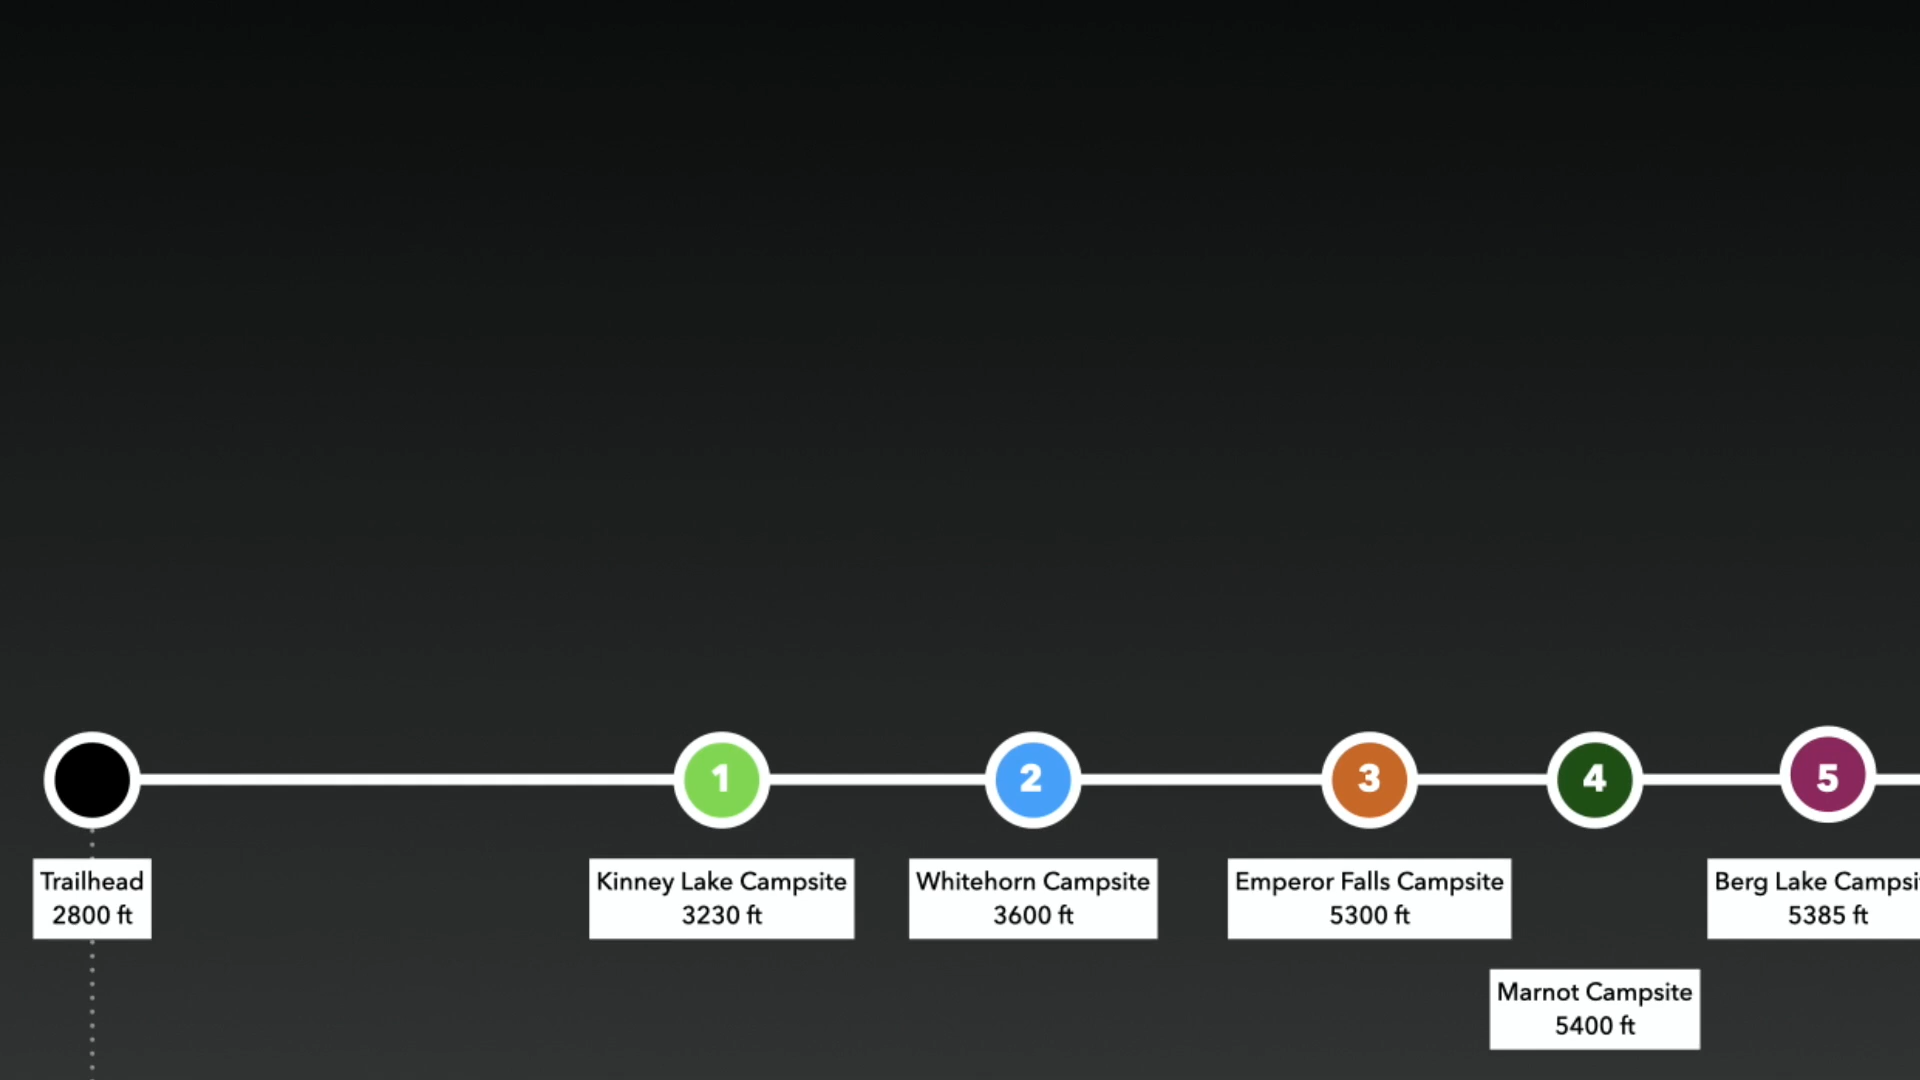 1
2
3
4
5
Trailhead
2800 ft
Kinney Lake Campsite
3230 ft
Whitehorn Campsite
3600 ft
Emperor Falls Campsite
5300 ft
Marnot Campsite
5400 ft
Berg Lake Campsi
5385 ft